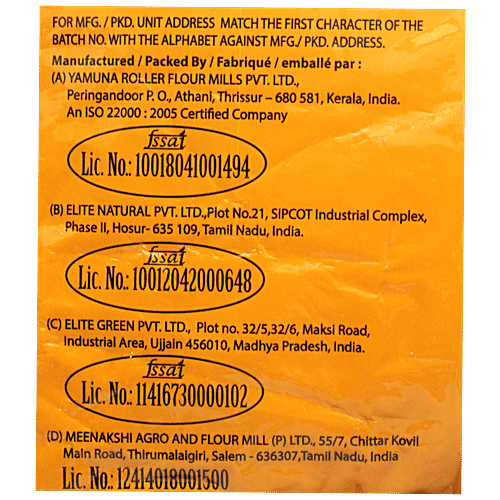 FOR MFG. / PKD. UNIT ADDRESS MATCH THE FIRST CHARACTER OF THE
BATCH NO. WITH THE ALPHABET AGAINST MFG./ PKD. ADDRESS.
Manufactured / Packed By / Fabriqué / emballé par :
(A) YAMUNA ROLLER FLOUR MILLS PVT. LTD.,
Peringandoor P. O., Athani, Thrissur – 680 581, Kerala, India.
An ISO 22000 : 2005 Certified Company
fssai
Lic. No.: 10018041001494
(B) ELITE NATURAL PVT. LTD.,Plot No.21, SIPCOT Industrial Complex,
Phase II, Hosur- 635 109, Tamil Nadu, India.
fssai
Lic. No.: 10012042000648
(C) ELITE GREEN PVT. LTD., Plot no. 32/5,32/6, Maksi Road,
Industrial Area, Ujjain 456010, Madhya Pradesh, India.
fssai
Lic. No.: 11416730000102
(D) MEENAKSHI AGRO AND FLOUR MILL (P) LTD., 55/7, Chittar Kovil
Main Road, Thirumalaigiri, Salem - 636307,Tamil Nadu, India
Lic. No.: 12414018001500